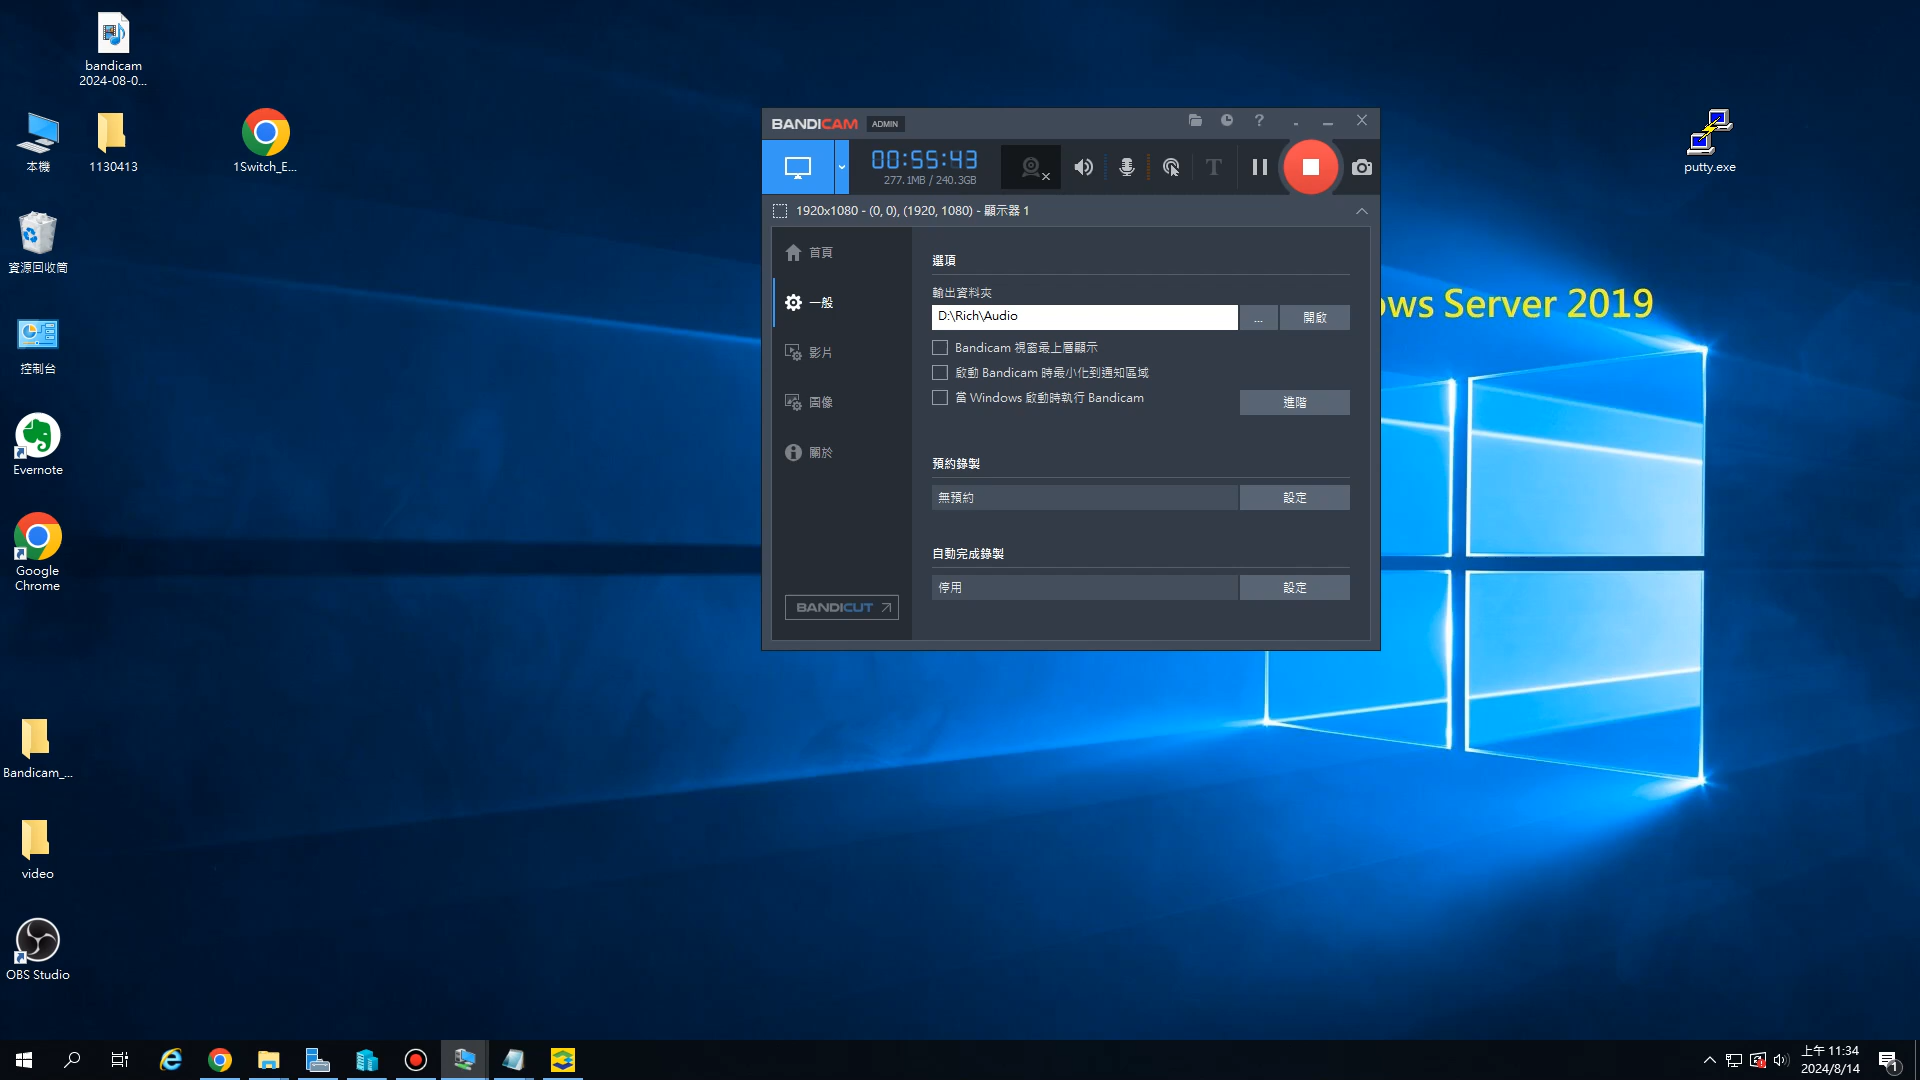 bandicam
2024-08-0...
本機
1130413
1Switch_E...
putty.exe
資源回收筒
控制台
Evernote
Google
Chrome
Bandicam_...
video
OBS Studio
ows Server 2019
BANDICAM ADMIN
00:55:43
277.1MB / 240.3GB
1920x1080 - (0, 0), (1920, 1080) - 顯示器 1
首頁
一般
影片
圖像
關於
BANDICUT
選項
輸出資料夾
D:\Rich\Audio
...
開啟
Bandicam 視窗最上層顯示
啟動 Bandicam 時最小化到通知區域
當 Windows 啟動時執行 Bandicam
進階
預約錄製
無預約
設定
自動完成錄製
停用
設定
上午 11:34
2024/8/14
1